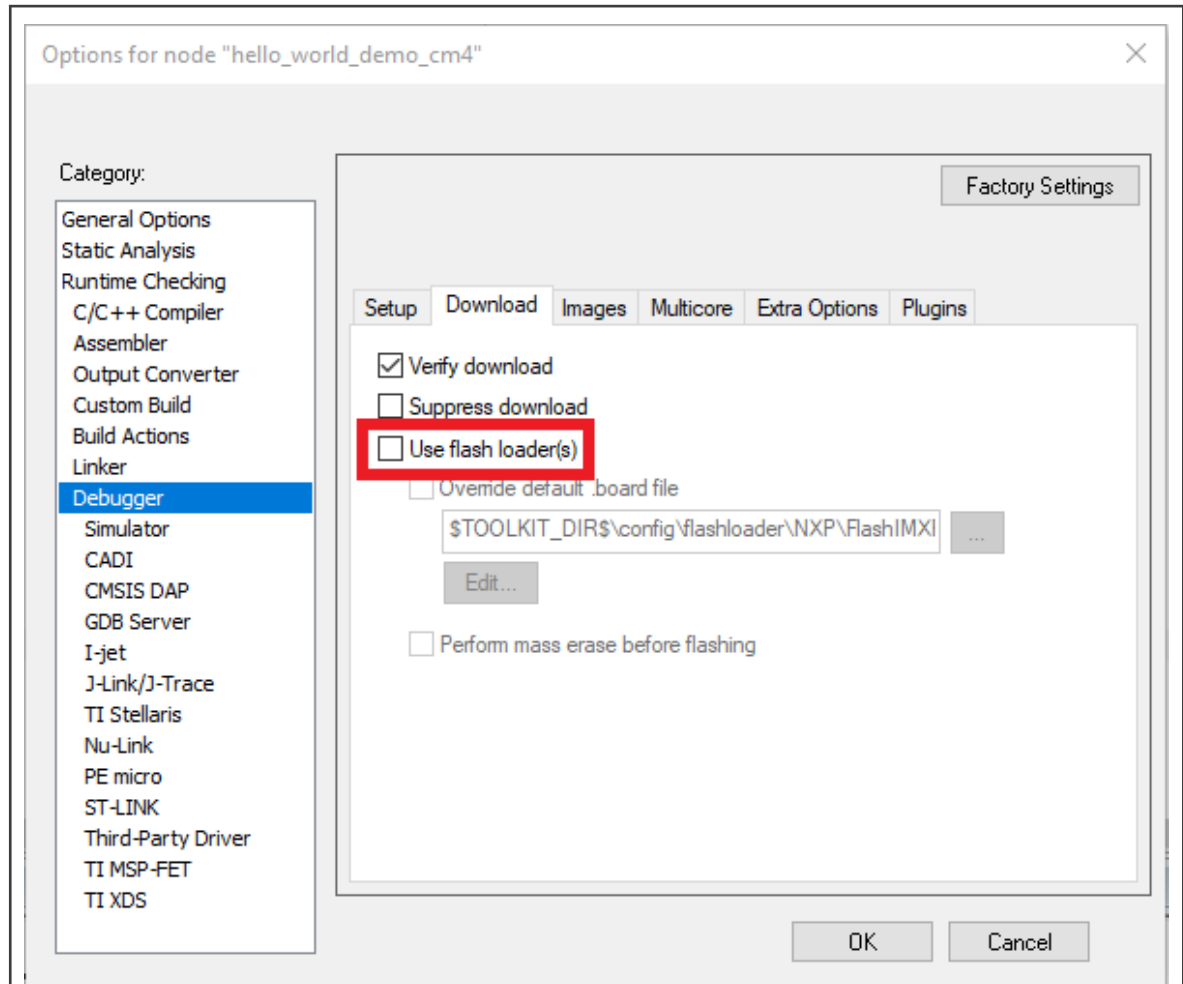 Options for node "hello_world_demo_cm4"
Category:
General Options
Static Analysis
Runtime Checking
C/C++ Compiler
Assembler
Output Converter
Custom Build
Build Actions
Linker
Debugger
Simulator
CADI
CMSIS DAP
GDB Server
I-jet
J-Link/J-Trace
TI Stellaris
Nu-Link
PE micro
ST-LINK
Third-Party Driver
TI MSP-FET
TI XDS
Factory Settings
Setup Download Images Multicore Extra Options Plugins
Verify download
Suppress download
Use flash loader(s)
Override default .board file
$TOOLKIT_DIR$\config\flashloader\NXP\FlashIMXI ...
Edit...
Perform mass erase before flashing
OK Cancel